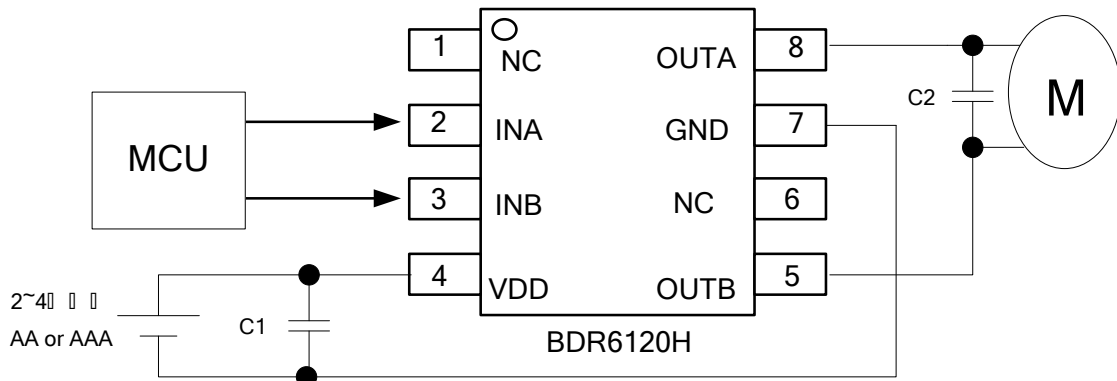 1
NC
OUTA
8
C2
M
MCU
2
INA
GND
7
3
INB
NC
6
4
VDD
OUTB
5
2~4
AA or AAA
C1
BDR6120H